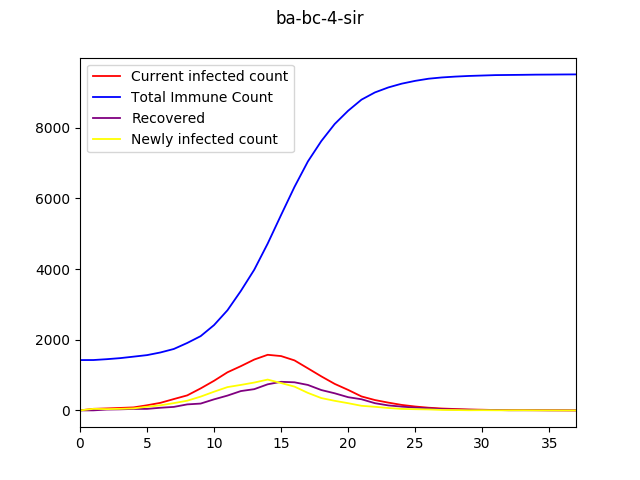 ba-bc-4-sir
Current infected count
Total Immune Count
Recovered
Newly infected count
8000
6000
4000
2000
0
0 5 10 15 20 25 30 35